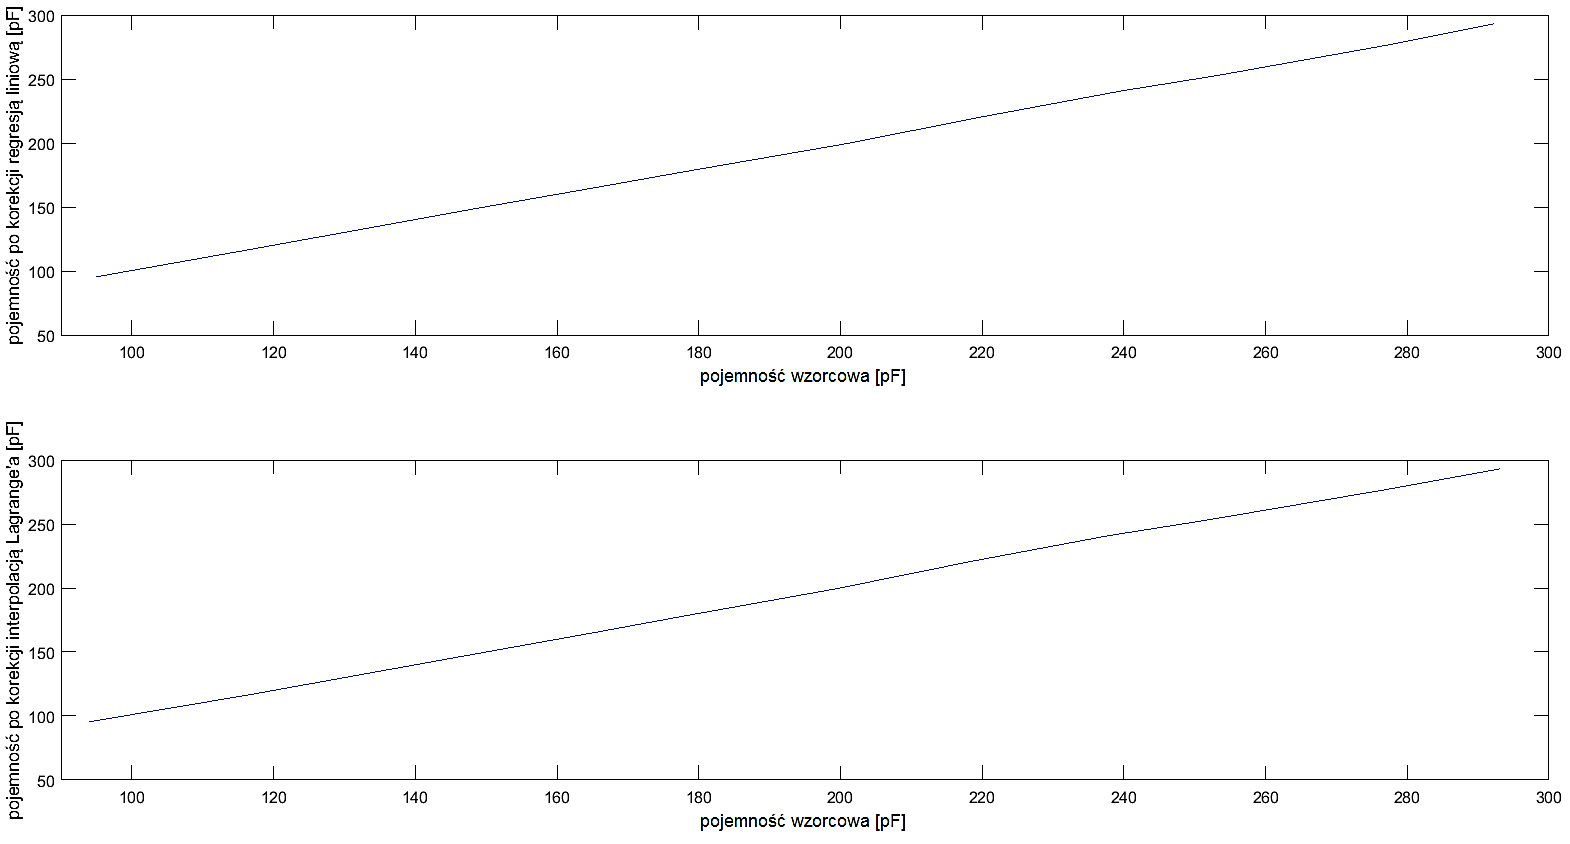 pojemność po korekcji regresją liniową [pF]
300
250
200
150
100
50
100 120 140 160 180 200 220 240 260 280 300
pojemność wzorcowa [pF]
pojemność po korekcji interpolacją Lagrange'a [pF]
300
250
200
150
100
50
100 120 140 160 180 200 220 240 260 280 300
pojemność wzorcowa [pF]